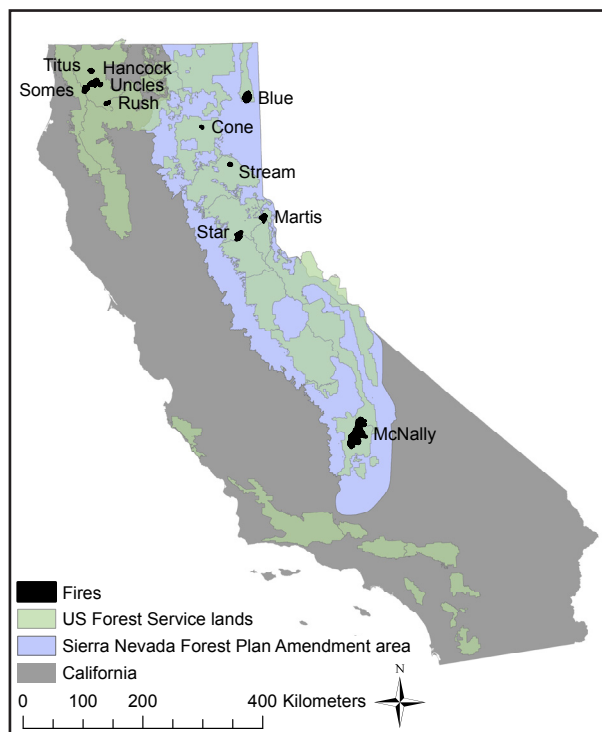 Titus Hancock
Somes Uncles
Rush
Blue
Cone
Stream
Martis
Star
McNally
Fires
US Forest Service lands
Sierra Nevada Forest Plan Amendment area
California
N
0 100 200 400 Kilometers